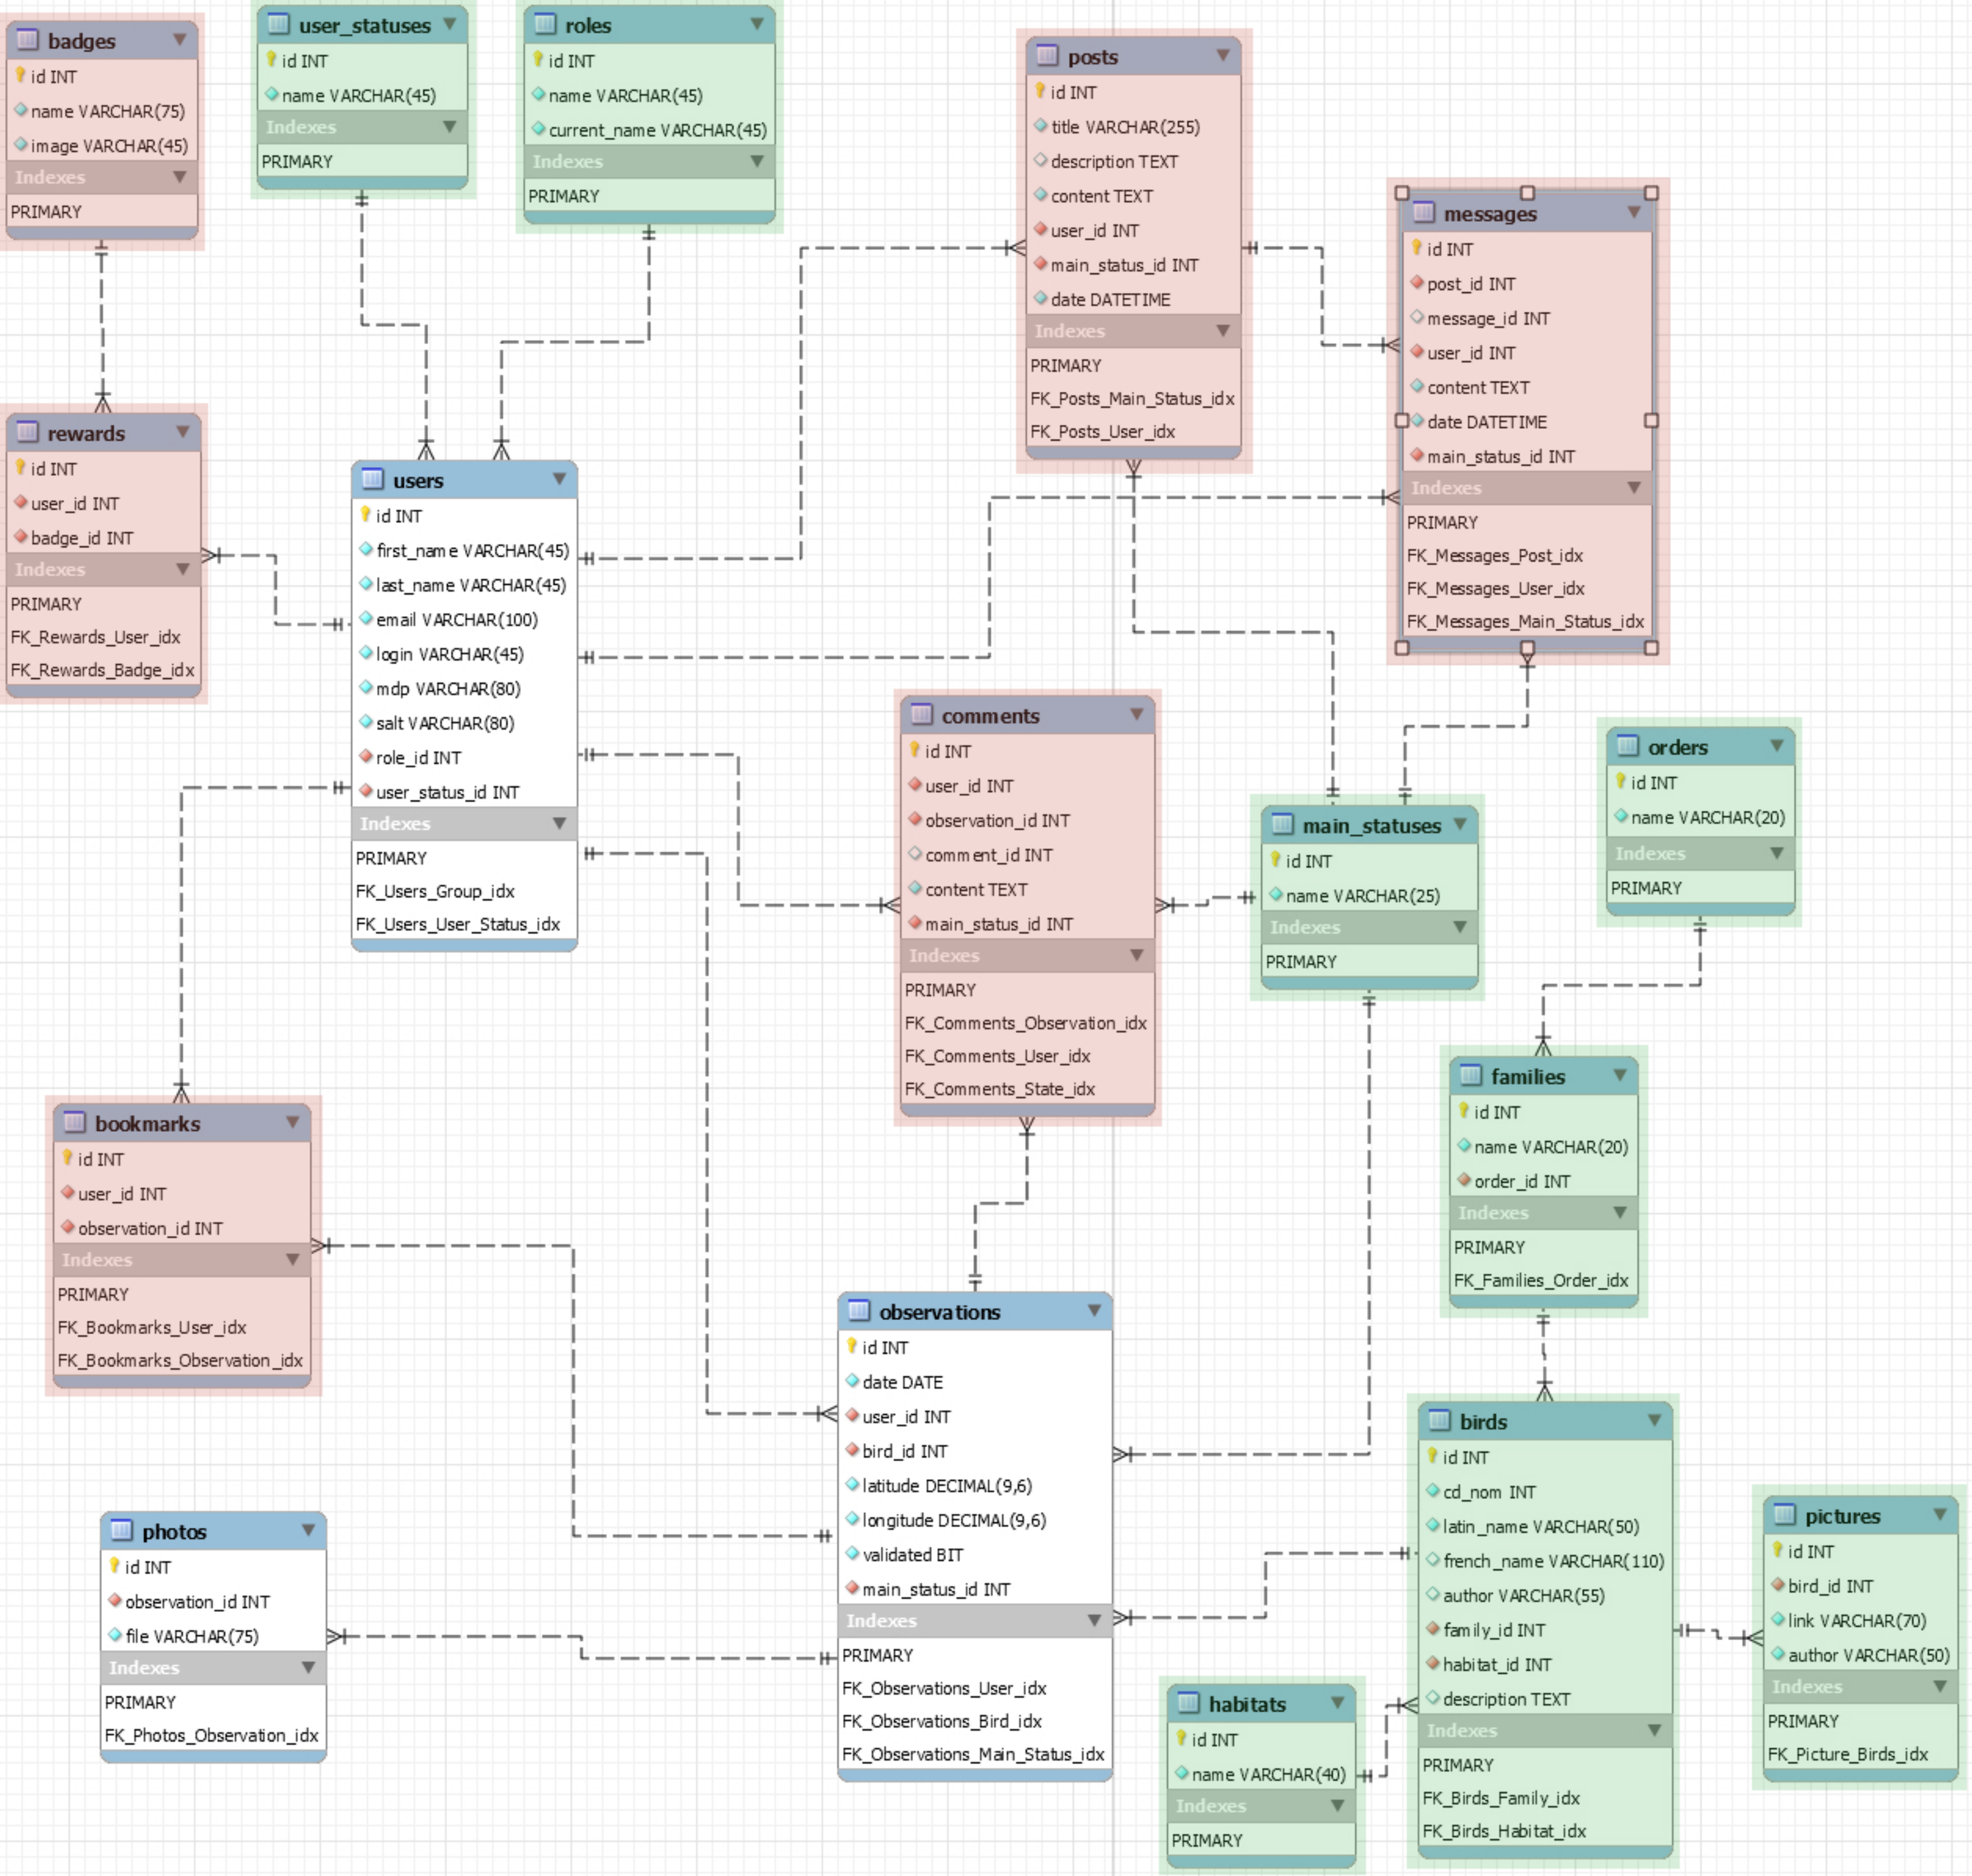 badges
id INT
name VARCHAR(75)
image VARCHAR(45)
Indexes
PRIMARY
user_statuses
id INT
name VARCHAR(45)
Indexes
PRIMARY
roles
id INT
name VARCHAR(45)
current_name VARCHAR(45)
Indexes
PRIMARY
posts
id INT
title VARCHAR(255)
description TEXT
content TEXT
user_id INT
main_status_id INT
date DATETIME
Indexes
PRIMARY
FK_Posts_Main_Status_idx
FK_Posts_User_idx
messages
id INT
post_id INT
message_id INT
user_id INT
content TEXT
date DATETIME
main_status_id INT
Indexes
PRIMARY
FK_Messages_Post_idx
FK_Messages_User_idx
FK_Messages_Main_Status_idx
rewards
id INT
user_id INT
badge_id INT
Indexes
PRIMARY
FK_Rewards_User_idx
FK_Rewards_Badge_idx
users
id INT
first_name VARCHAR(45)
last_name VARCHAR(45)
email VARCHAR(100)
login VARCHAR(45)
mdp VARCHAR(80)
salt VARCHAR(80)
role_id INT
user_status_id INT
Indexes
PRIMARY
FK_Users_Group_idx
FK_Users_User_Status_idx
comments
id INT
user_id INT
observation_id INT
comment_id INT
content TEXT
main_status_id INT
Indexes
PRIMARY
FK_Comments_Observation_idx
FK_Comments_User_idx
FK_Comments_State_idx
main_statuses
id INT
name VARCHAR(25)
Indexes
PRIMARY
orders
id INT
name VARCHAR(20)
Indexes
PRIMARY
families
id INT
name VARCHAR(20)
order_id INT
Indexes
PRIMARY
FK_Families_Order_idx
bookmarks
id INT
user_id INT
observation_id INT
Indexes
PRIMARY
FK_Bookmarks_User_idx
FK_Bookmarks_Observation_idx
observations
id INT
date DATE
user_id INT
bird_id INT
latitude DECIMAL(9,6)
longitude DECIMAL(9,6)
validated BIT
main_status_id INT
Indexes
PRIMARY
FK_Observations_User_idx
FK_Observations_Bird_idx
FK_Observations_Main_Status_idx
birds
id INT
cd_nom INT
latin_name VARCHAR(50)
french_name VARCHAR(110)
author VARCHAR(55)
family_id INT
habitat_id INT
description TEXT
Indexes
PRIMARY
FK_Birds_Family_idx
FK_Birds_Habitat_idx
pictures
id INT
bird_id INT
link VARCHAR(70)
author VARCHAR(50)
Indexes
PRIMARY
FK_Picture_Birds_idx
photos
id INT
observation_id INT
file VARCHAR(75)
Indexes
PRIMARY
FK_Photos_Observation_idx
habitats
id INT
name VARCHAR(40)
Indexes
PRIMARY